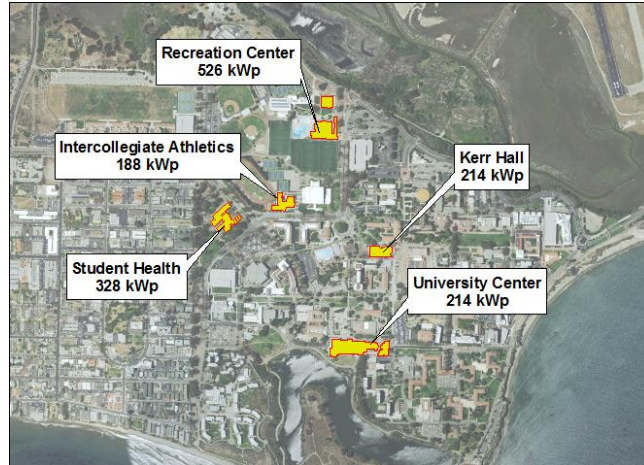 Recreation Center
526 kWp
Intercollegiate Athletics
188 kWp
Kerr Hall
214 kWp
Student Health
328 kWp
University Center
214 kWp